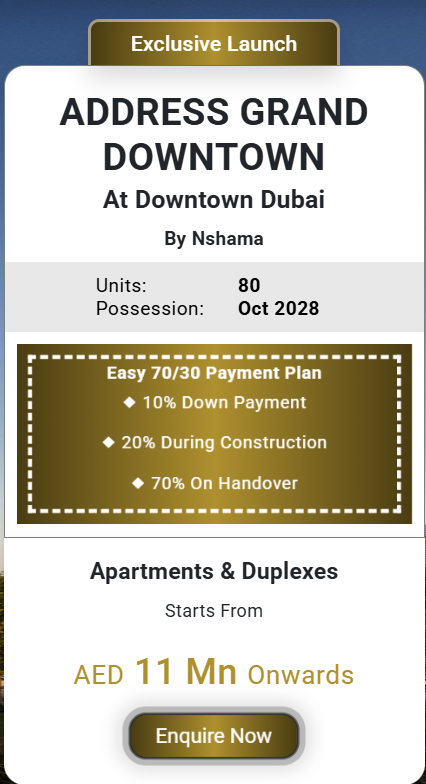 Exclusive Launch
ADDRESS GRAND
DOWNTOWN
At Downtown Dubai
By Nshama
Units: 80
Possession: Oct 2028
Easy 70/30 Payment Plan
◆ 10% Down Payment
◆ 20% During Construction
◆ 70% On Handover
Apartments & Duplexes
Starts From
AED 11 Mn Onwards
Enquire Now